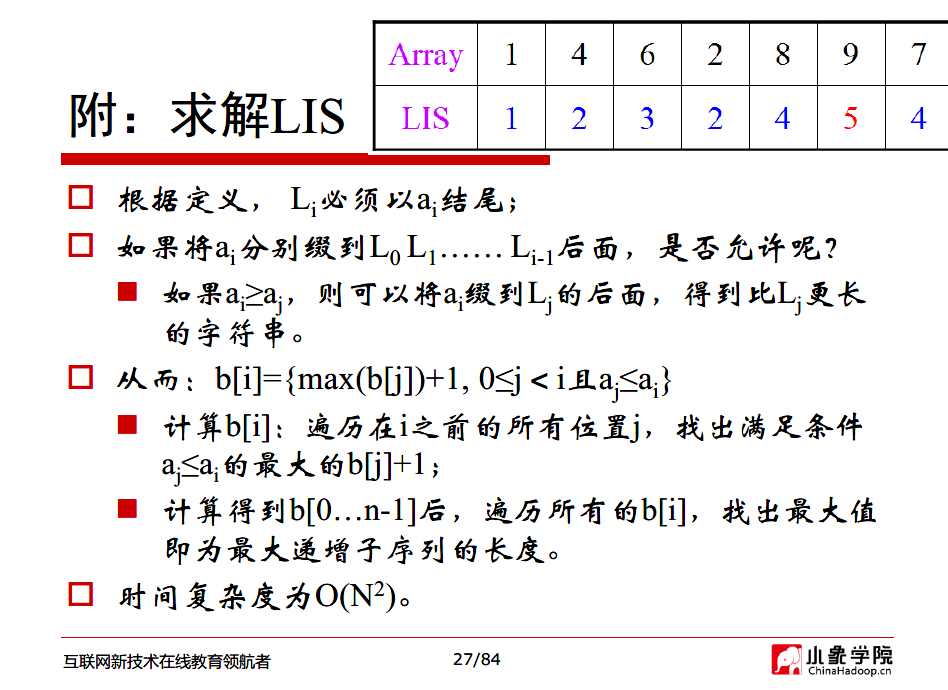 Array 1 4 6 2 8 9 7
LIS 1 2 3 2 4 5 4
附：求解LIS
根据定义， Li必须以ai结尾；
如果将ai分别缀到L0 L1…… Li-1后面，是否允许呢？
如果ai≥aj，则可以将ai缀到Lj的后面，得到比Lj更长
的字符串。
从而：b[i]={max(b[j])+1, 0≤j < i且aj≤ai}
计算b[i]：遍历在i之前的所有位置j，找出满足条件
aj≤ai的最大的b[j]+1；
计算得到b[0…n-1]后，遍历所有的b[i]，找出最大值
即为最大递增子序列的长度。
时间复杂度为O(N²)。
互联网新技术在线教育领航者
27/84
小象学院
ChinaHadoop.cn